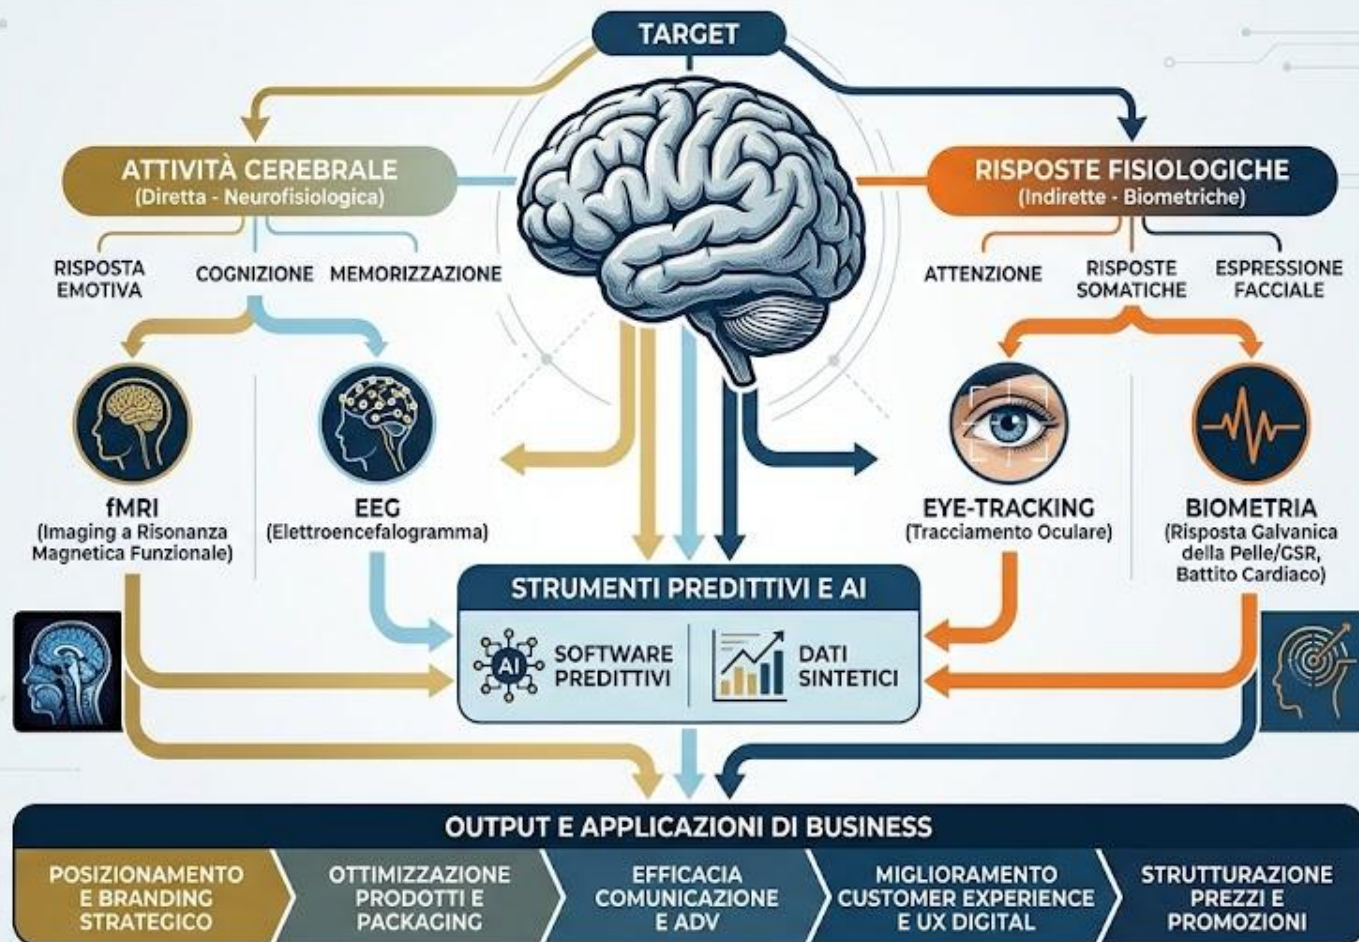 TARGET
ATTIVITÀ CEREBRALE
(Diretta - Neurofisiologica)
RISPOSTA
EMOTIVA
COGNIZIONE
MEMORIZZAZIONE
RISPOSTE FISIOLOGICHE
(Indirette - Biometriche)
ATTENZIONE
RISPOSTE
SOMATICHE
ESPRESSIONE
FACCIALE
fMRI
(Imaging a Risonanza
Magnetica Funzionale)
EEG
(Elettroencefalogramma)
EYE-TRACKING
(Tracciamento Oculare)
BIOMETRIA
(Risposta Galvanica
della Pelle/GSR,
Battito Cardiaco)
STRUMENTI PREDITTIVI E AI
AI
SOFTWARE
PREDITTIVI
DATI
SINTETICI
OUTPUT E APPLICAZIONI DI BUSINESS
POSIZIONAMENTO
E BRANDING
STRATEGICO
OTTIMIZZAZIONE
PRODOTTI E
PACKAGING
EFFICACIA
COMUNICAZIONE
E ADV
MIGLIORAMENTO
CUSTOMER EXPERIENCE
E UX DIGITAL
STRUTTURAZIONE
PREZZI E
PROMOZIONI